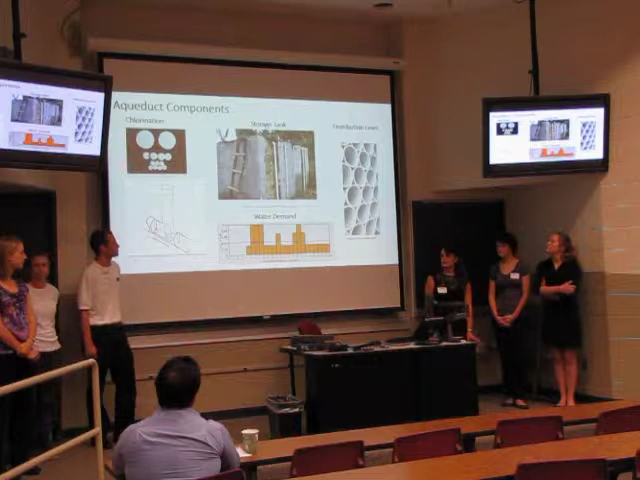 Aqueduct Components
Chlorination
Storage Tank
Distribution Lines
Water Demand